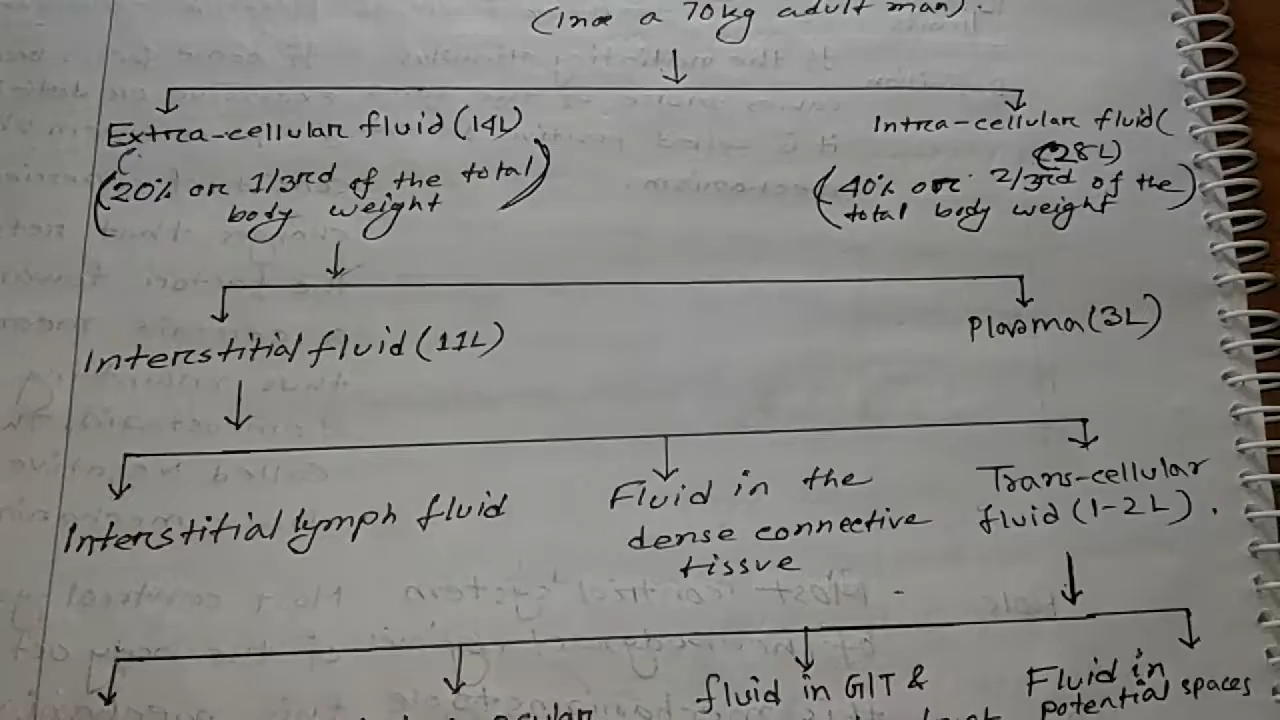 (In a 70kg adult man).
Extra-cellular fluid (14L)
(20% or 1/3rd of the total
body weight)
Intra-cellular fluid(
(28L)
(40% or 2/3rd of the
total body weight)
Interstitial fluid (11L)
Plasma (3L)
Interstitial lymph fluid
Fluid in the
dense connective
tissue
Trans-cellular
fluid (1-2L).
fluid in GIT &
Fluid in
potential spaces